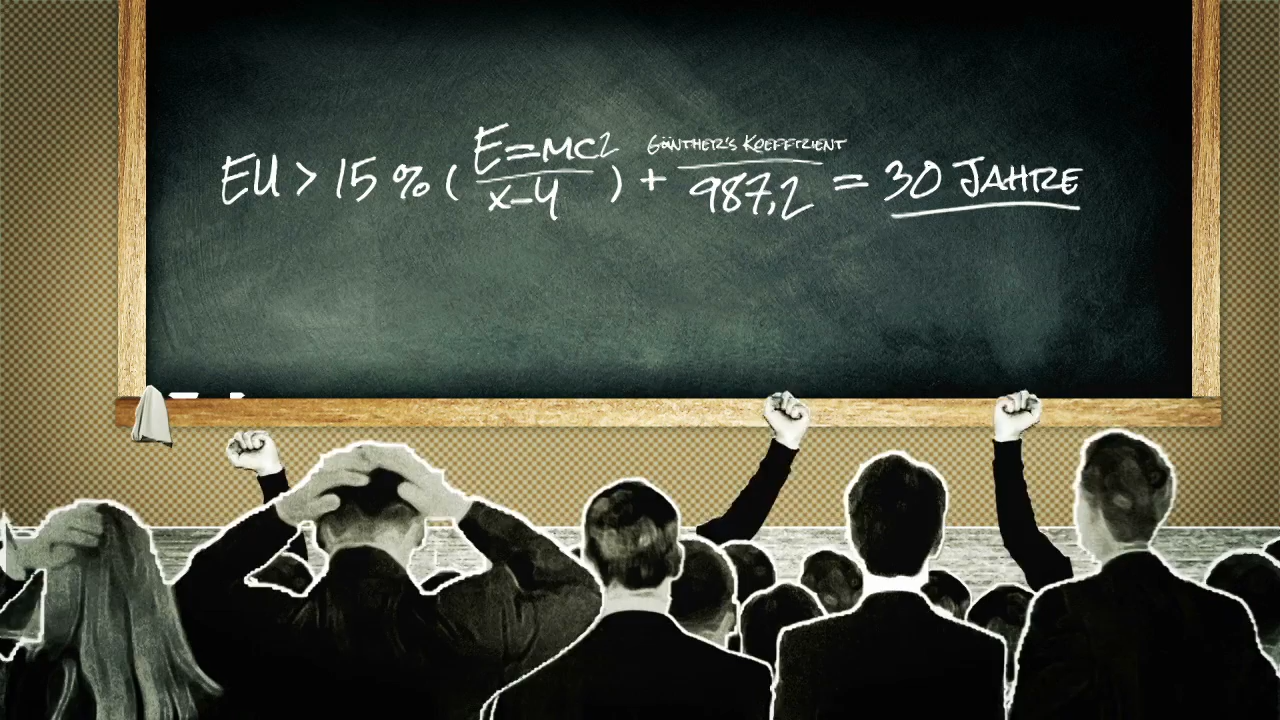 EU > 15 % ( E=MC2 / x-4 ) + GÜNTHER'S KOEFFIZIENT / 987,2 = 30 JAHRE